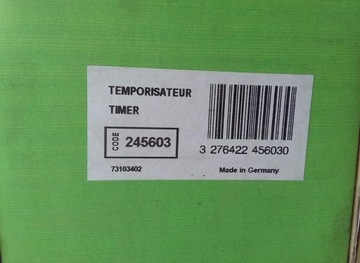 TEMPORISATEUR
TIMER
CODE 245603
3 276422 456030
73103402
Made in Germany